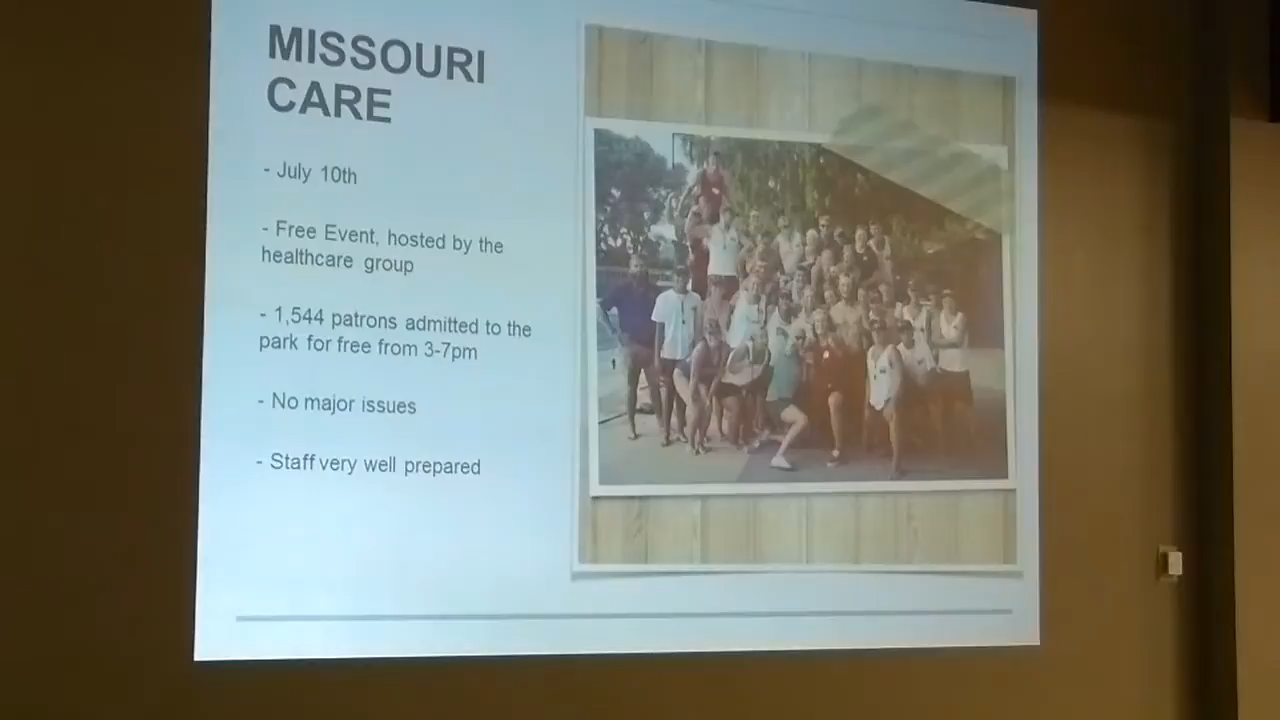 MISSOURI
CARE
- July 10th
- Free Event, hosted by the
healthcare group
- 1,544 patrons admitted to the
park for free from 3-7pm
- No major issues
- Staff very well prepared